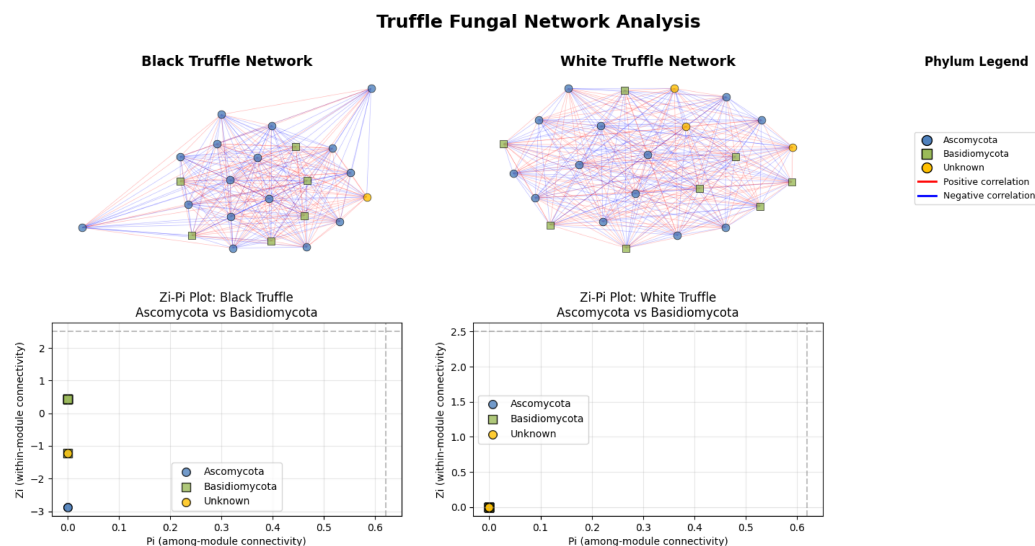 Truffle Fungal Network Analysis
Black Truffle Network
White Truffle Network
Phylum Legend
Ascomycota
Basidiomycota
Unknown
Positive correlation
Negative correlation
Zi-Pi Plot: Black Truffle
Ascomycota vs Basidiomycota
Zi (within-module connectivity)
2
1
0
−1
−2
−3
Ascomycota
Basidiomycota
Unknown
0.0 0.1 0.2 0.3 0.4 0.5 0.6
Pi (among-module connectivity)
Zi-Pi Plot: White Truffle
Ascomycota vs Basidiomycota
Zi (within-module connectivity)
2.5
2.0
1.5
1.0
0.5
0.0
Ascomycota
Basidiomycota
Unknown
0.0 0.1 0.2 0.3 0.4 0.5 0.6
Pi (among-module connectivity)